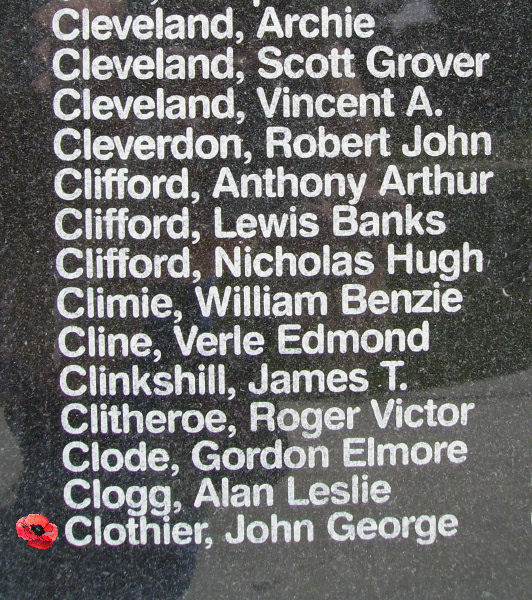 Cleveland, Archie
Cleveland, Scott Grover
Cleveland, Vincent A.
Cleverdon, Robert John
Clifford, Anthony Arthur
Clifford, Lewis Banks
Clifford, Nicholas Hugh
Climie, William Benzie
Cline, Verle Edmond
Clinkshill, James T.
Clitheroe, Roger Victor
Clode, Gordon Elmore
Clogg, Alan Leslie
Clothier, John George